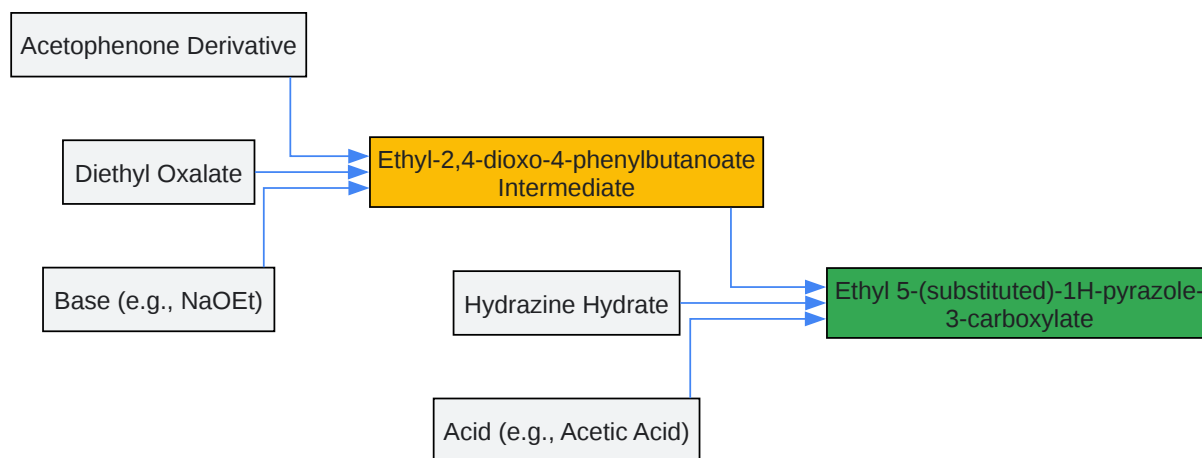 Acetophenone Derivative
Diethyl Oxalate
Ethyl-2,4-dioxo-4-phenylbutanoate
Intermediate
Base (e.g., NaOEt)
Hydrazine Hydrate
Ethyl 5-(substituted)-1H-pyrazole-
3-carboxylate
Acid (e.g., Acetic Acid)